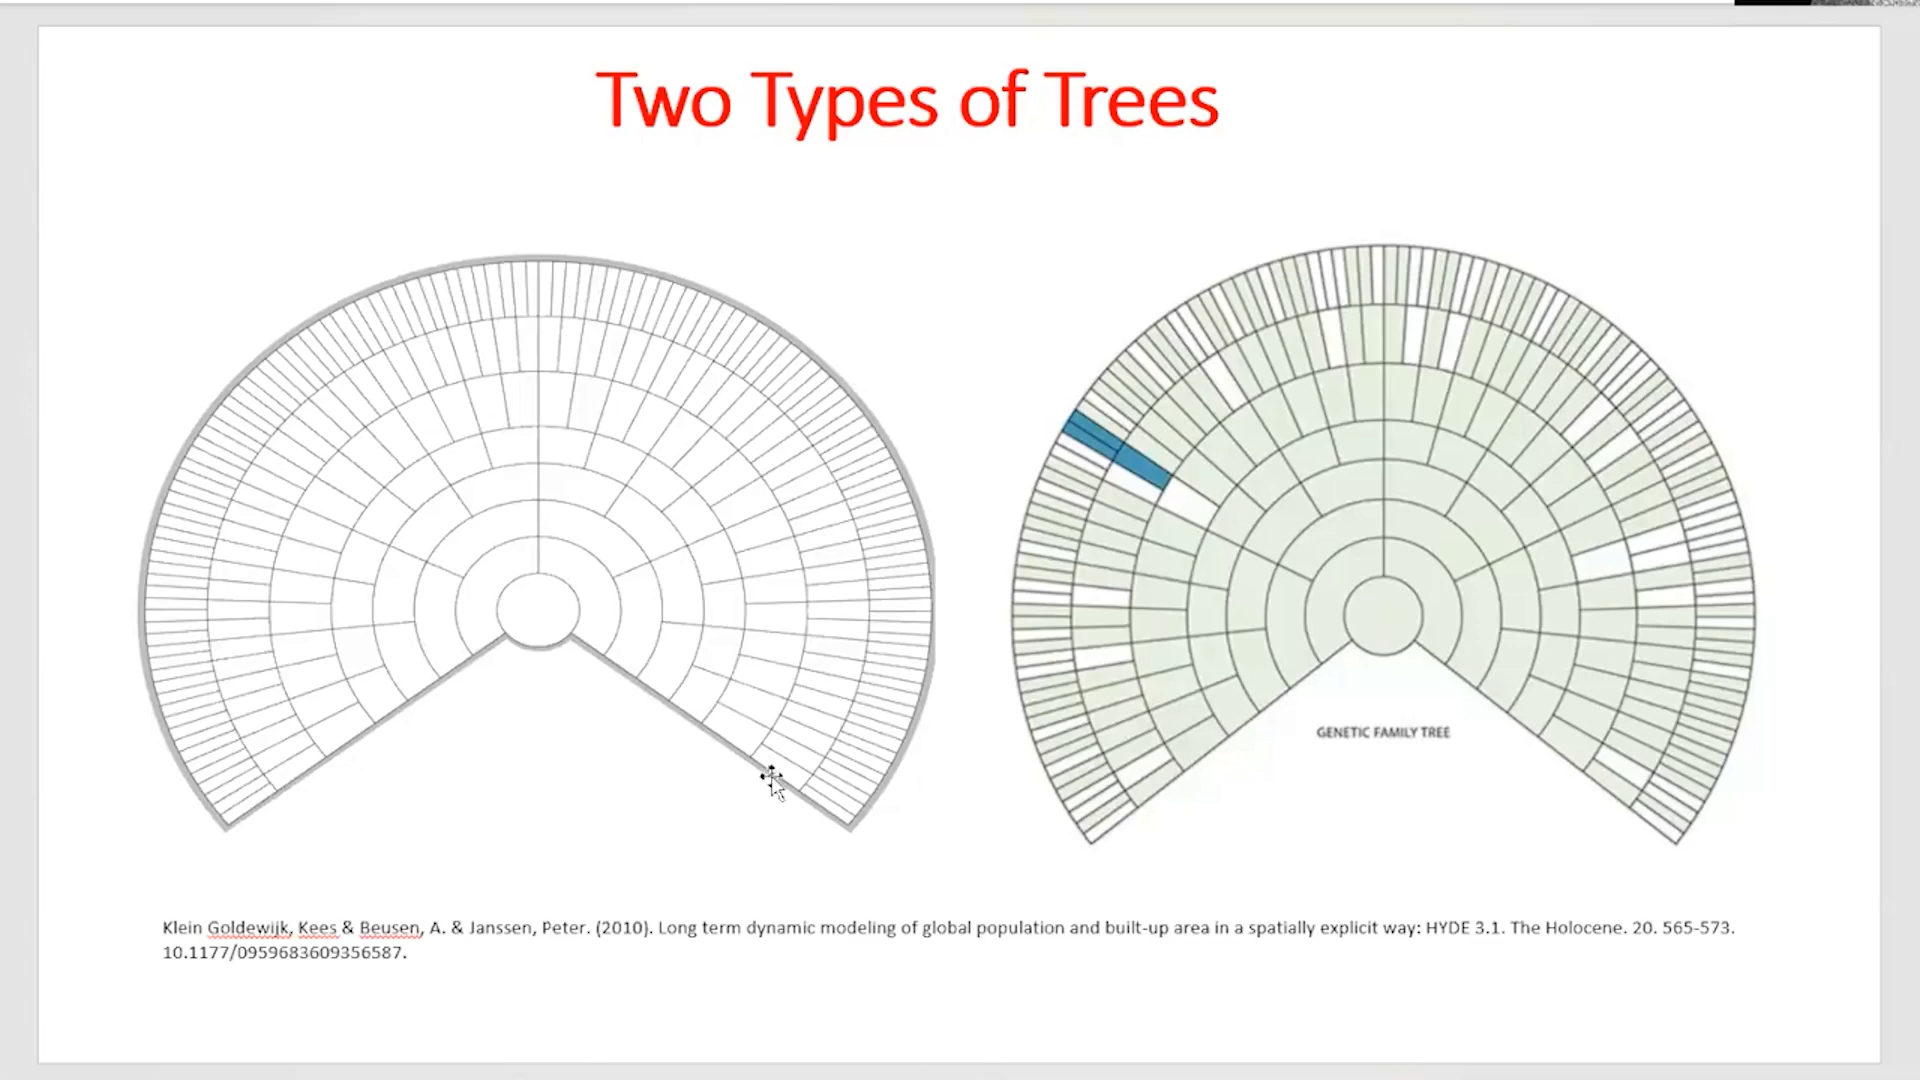 Two Types of Trees
GENETIC FAMILY TREE
Klein Goldewijk, Kees & Beusen, A. & Janssen, Peter. (2010). Long term dynamic modeling of global population and built-up area in a spatially explicit way: HYDE 3.1. The Holocene. 20. 565-573.
10.1177/0959683609356587.